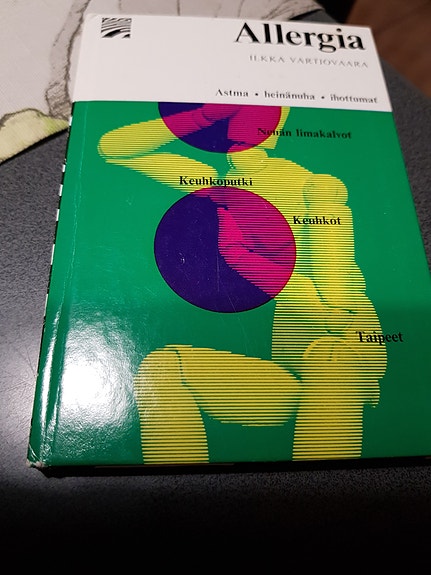 Allergia
ILKKA VARTIOVAARA
Astma • heinänuha • ihottumat
Nenän limakalvot
Keuhkoputki
Keuhkot
Taipeet